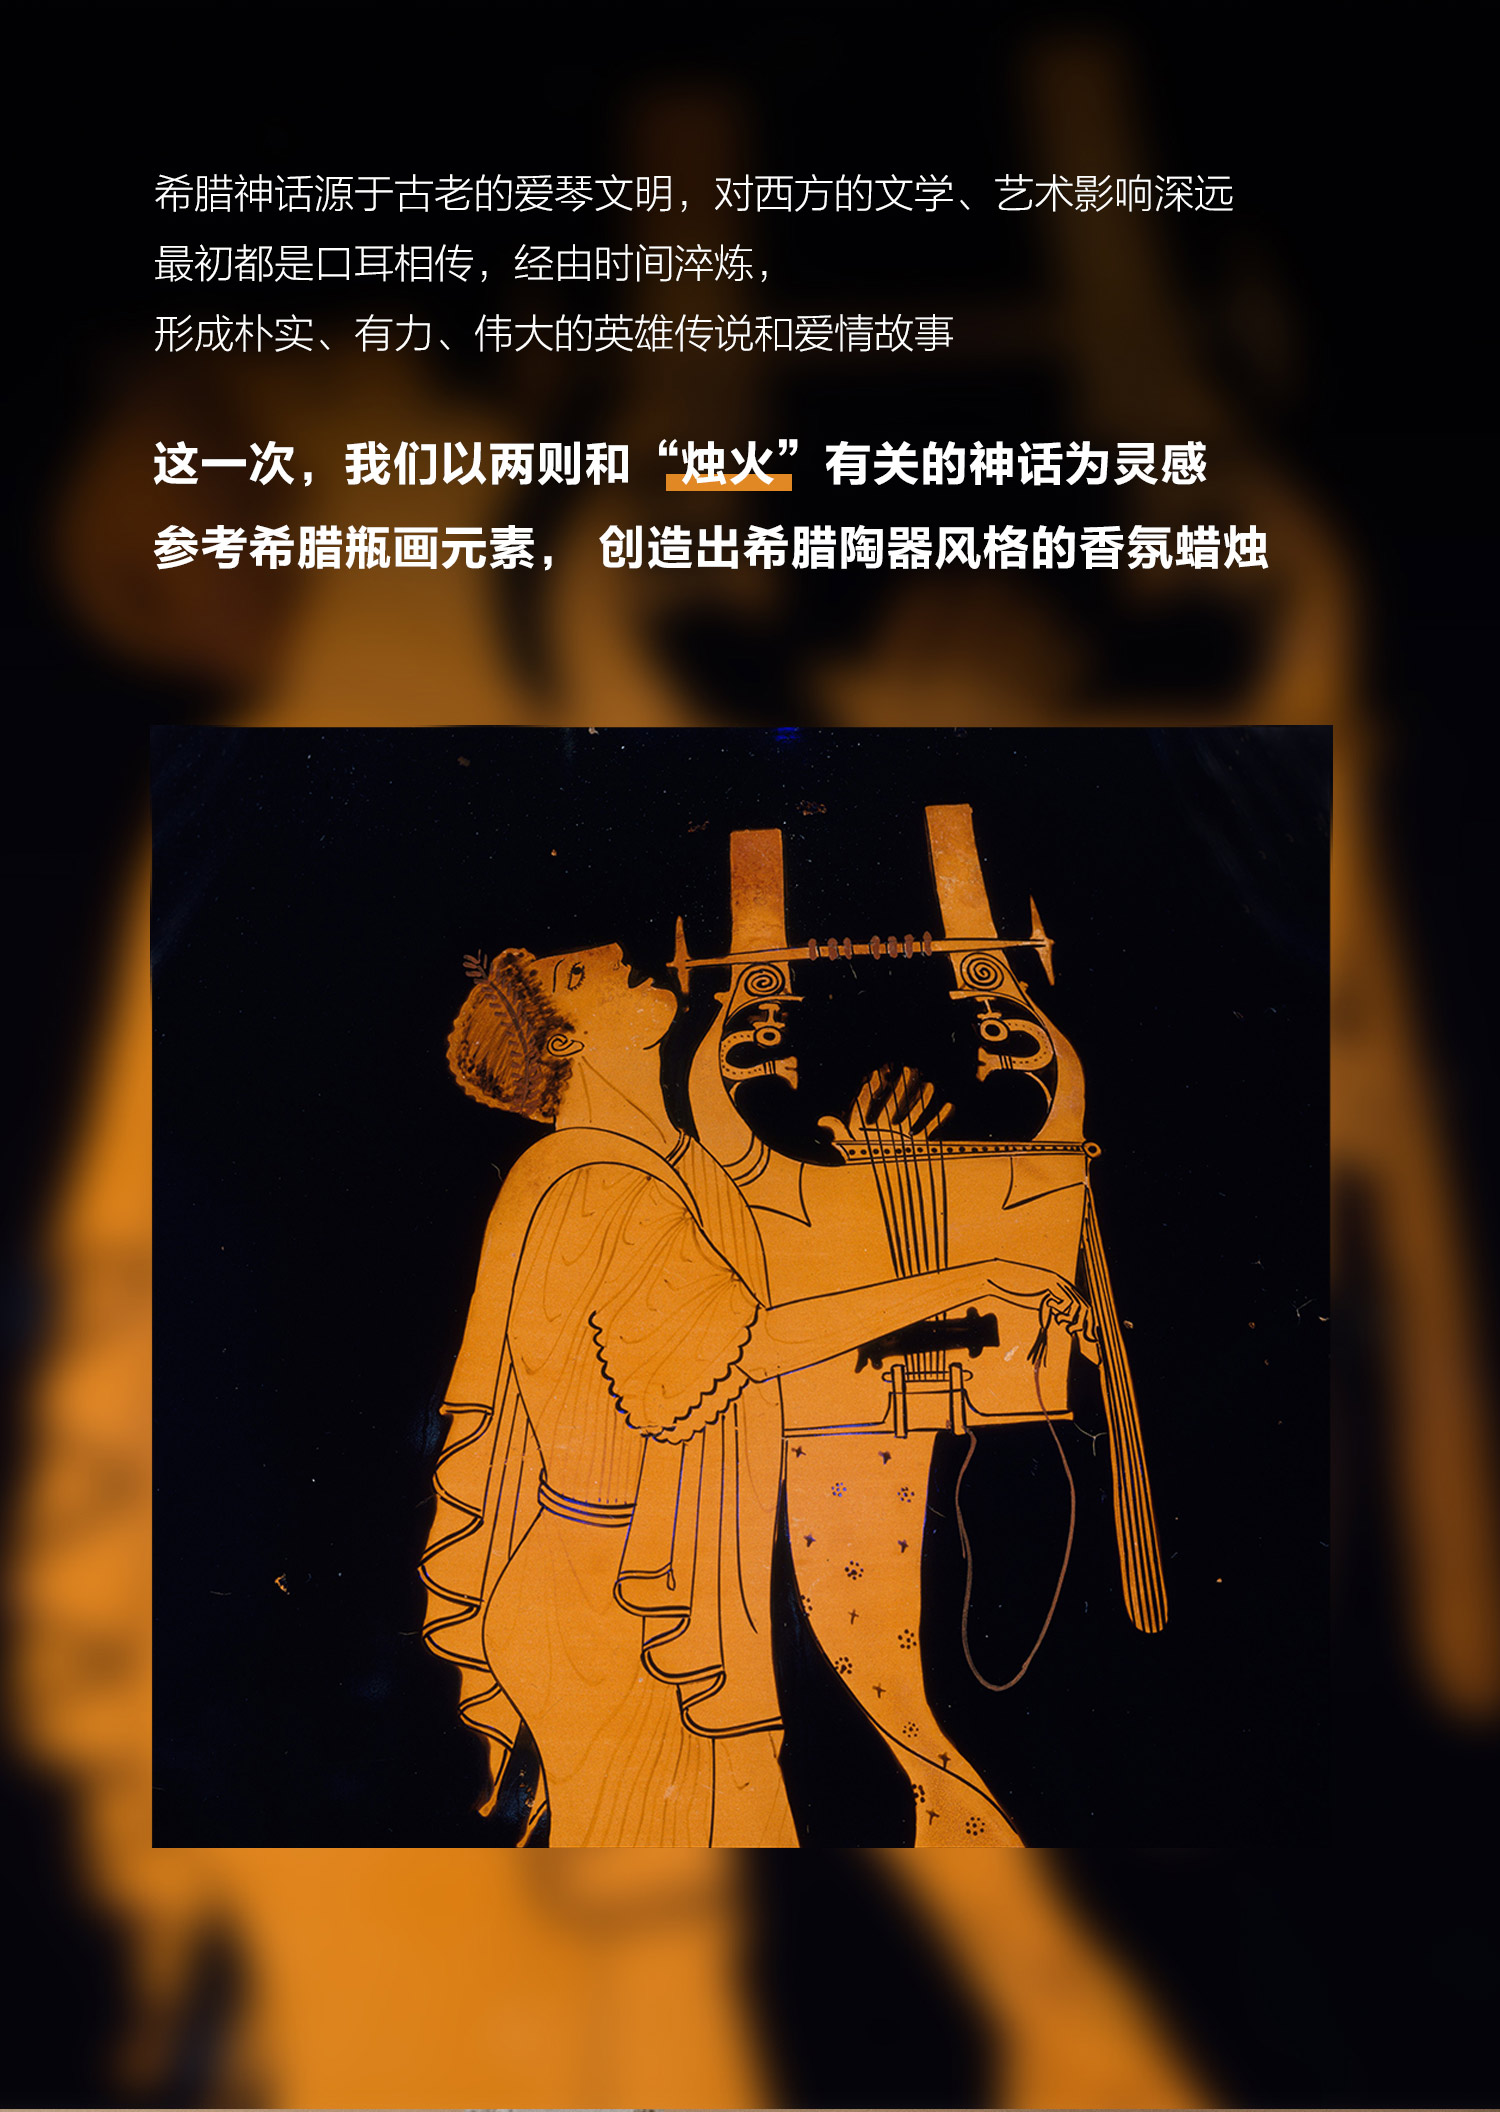 希腊神话源于古老的爱琴文明，对西方的文学、艺术影响深远
最初都是口耳相传，经由时间淬炼，
形成朴实、有力、伟大的英雄传说和爱情故事
这一次，我们以两则和“烛火”有关的神话为灵感
参考希腊瓶画元素， 创造出希腊陶器风格的香氛蜡烛